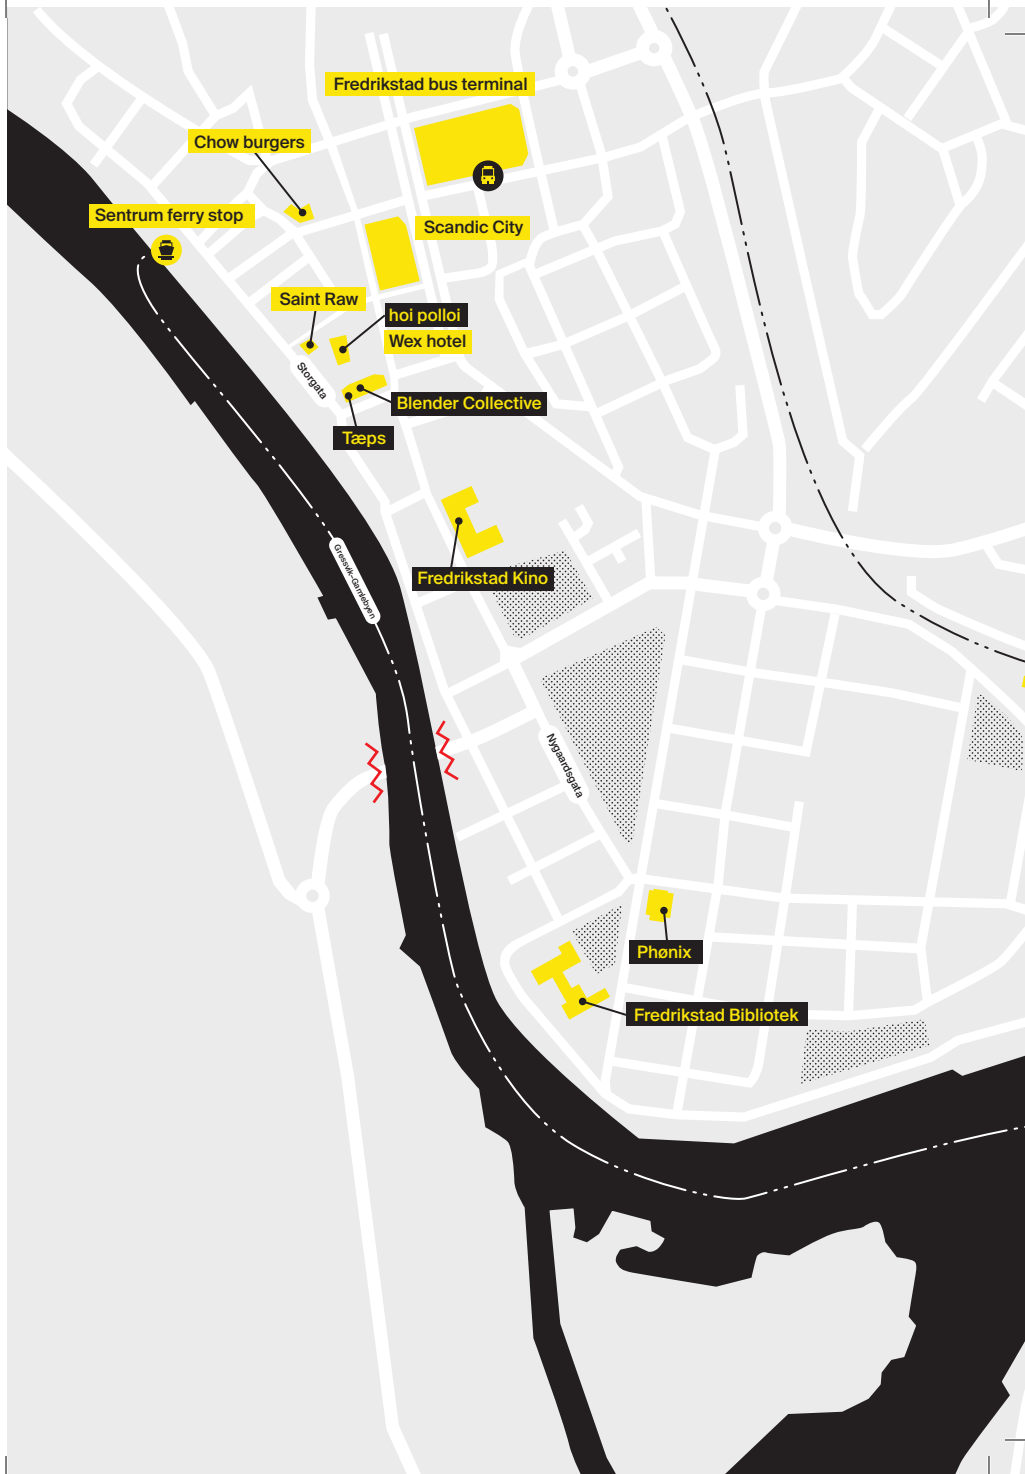 Fredrikstad bus terminal
Chow burgers
Sentrum ferry stop
Scandic City
Saint Raw
hoi polloi
Wex hotel
Storgata
Blender Collective
Tæps
Gressvik-Gamlebyen
Fredrikstad Kino
Nygaardsgata
Phønix
Fredrikstad Bibliotek